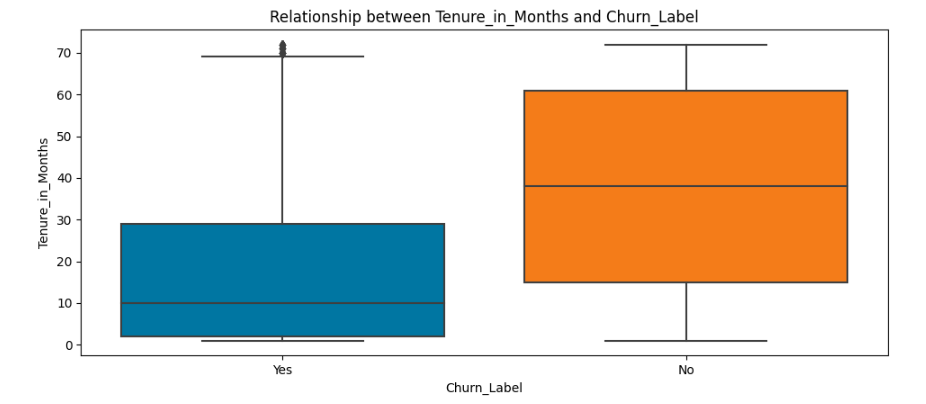 Relationship between Tenure_in_Months and Churn_Label
Tenure_in_Months
70
60
50
40
30
20
10
0
Yes
No
Churn_Label